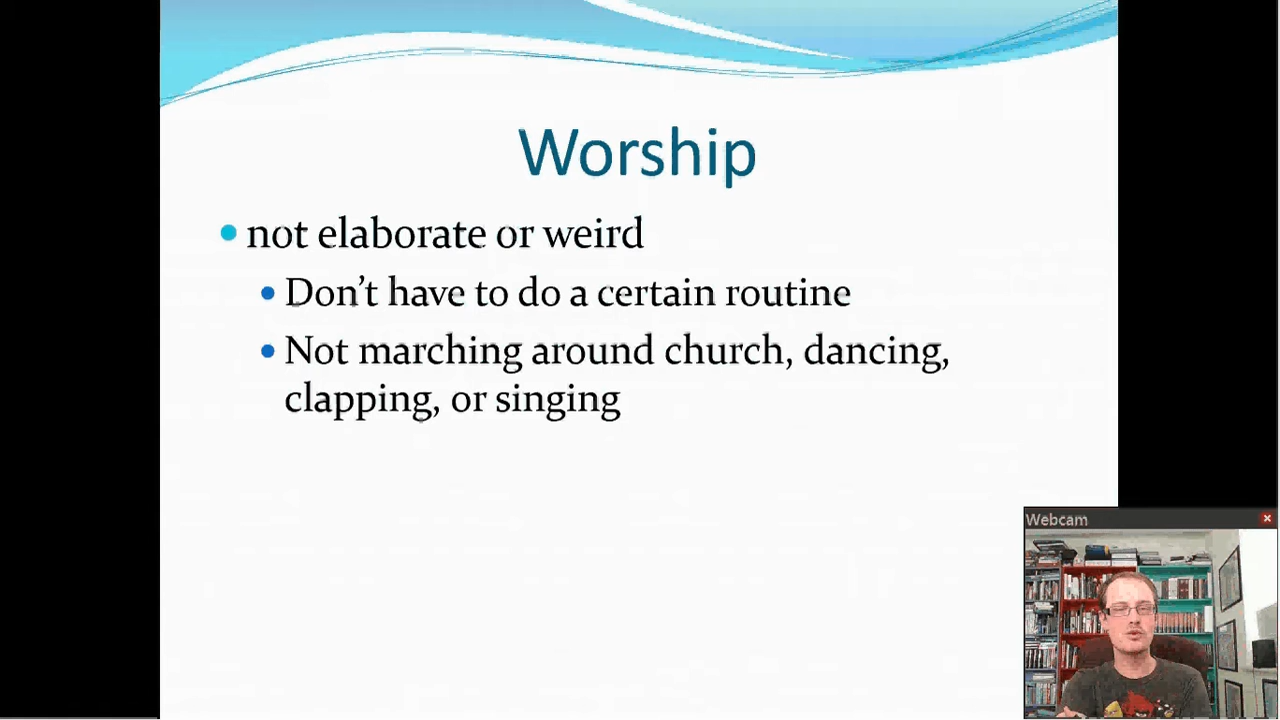 Worship
not elaborate or weird
Don't have to do a certain routine
Not marching around church, dancing,
clapping, or singing
Webcam